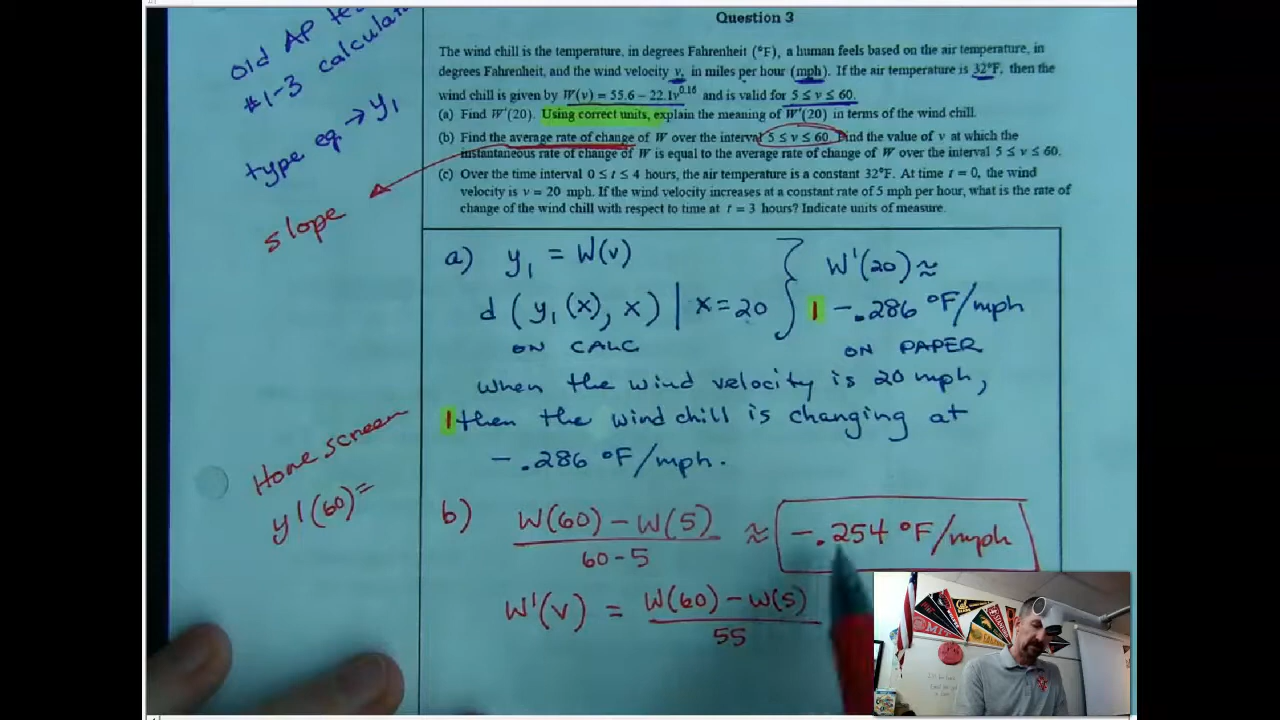 Question 3
The wind chill is the temperature, in degrees Fahrenheit (°F), a human feels based on the air temperature, in
degrees Fahrenheit, and the wind velocity v, in miles per hour (mph). If the air temperature is 32°F, then the
wind chill is given by W(v) = 55.6 – 22.1v^0.16 and is valid for 5 ≤ v ≤ 60.
(a) Find W′(20). Using correct units, explain the meaning of W′(20) in terms of the wind chill.
(b) Find the average rate of change of W over the interval 5 ≤ v ≤ 60. Find the value of v at which the
instantaneous rate of change of W is equal to the average rate of change of W over the interval 5 ≤ v ≤ 60.
(c) Over the time interval 0 ≤ t ≤ 4 hours, the air temperature is a constant 32°F. At time t = 0, the wind
velocity is v = 20 mph. If the wind velocity increases at a constant rate of 5 mph per hour, what is the rate of
change of the wind chill with respect to time at t = 3 hours? Indicate units of measure.
old AP
#1-3
type eq → y₁
slope
a) y₁ = W(v)
d (y₁(x), x) | x=20
ON CALC
W'(20) ≈
1 -.286 °F/mph
ON PAPER
when the wind velocity is 20 mph,
1 then the wind chill is changing at
-.286 °F/mph.
Home screen
y1(60)=
b) W(60) - W(5)
60 - 5
≈ -.254 °F/mph
W'(v) = W(60) - W(5)
55
MIT